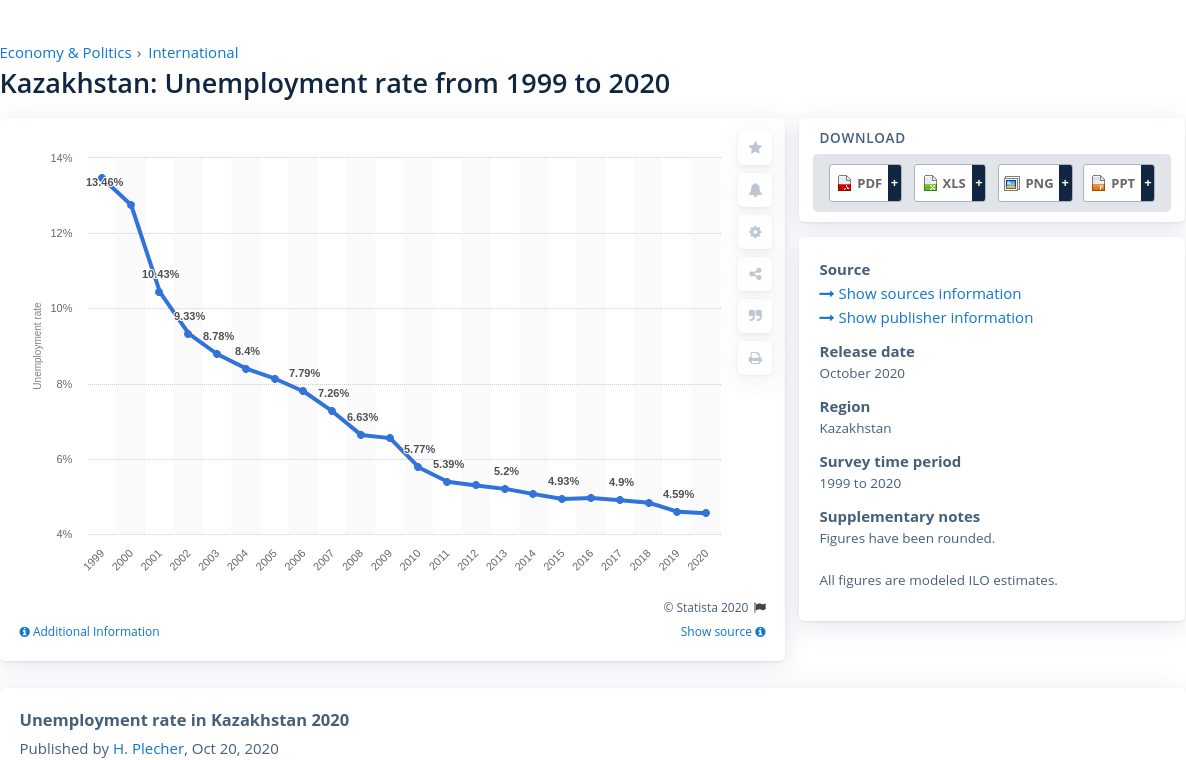 Economy & Politics › International
Kazakhstan: Unemployment rate from 1999 to 2020
14%
12%
10%
8%
6%
4%
Unemployment rate
13.46%
10.43%
9.33%
8.78%
8.4%
7.79%
7.26%
6.63%
5.77%
5.39%
5.2%
4.93%
4.9%
4.59%
1999 2000 2001 2002 2003 2004 2005 2006 2007 2008 2009 2010 2011 2012 2013 2014 2015 2016 2017 2018 2019 2020
© Statista 2020
Additional Information
Show source
DOWNLOAD
PDF + XLS + PNG + PPT +
Source
Show sources information
Show publisher information
Release date
October 2020
Region
Kazakhstan
Survey time period
1999 to 2020
Supplementary notes
Figures have been rounded.
All figures are modeled ILO estimates.
Unemployment rate in Kazakhstan 2020
Published by H. Plecher, Oct 20, 2020